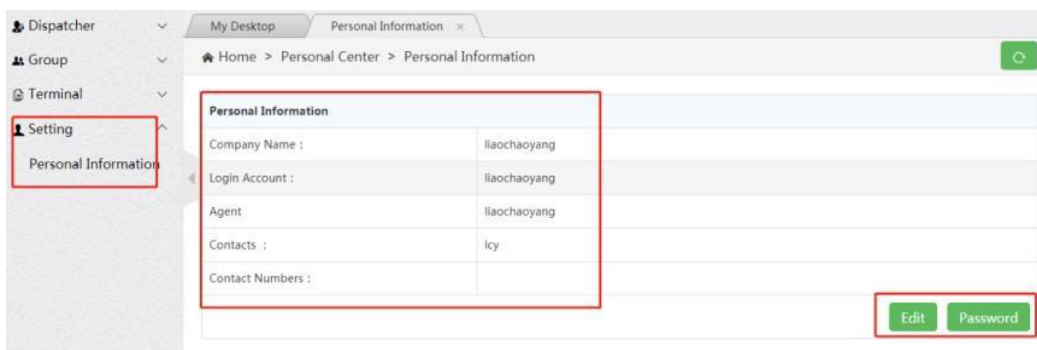 Dispatcher
Group
Terminal
Setting
Personal Information
My Desktop Personal Information ×
Home > Personal Center > Personal Information
Personal Information
Company Name : liaochaoyang
Login Account : liaochaoyang
Agent liaochaoyang
Contacts : lcy
Contact Numbers :
Edit Password